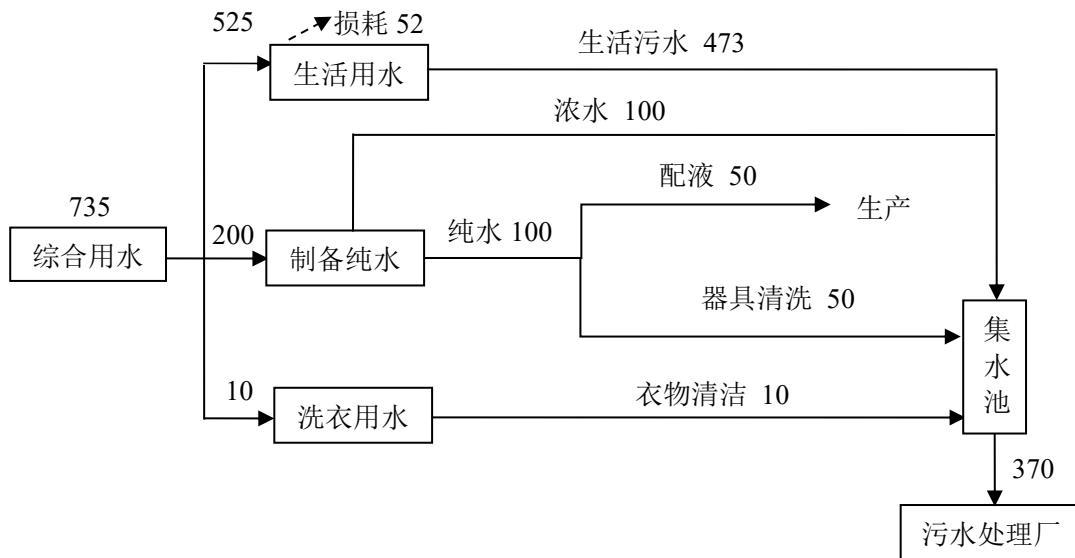 525
损耗 52
生活污水 473
生活用水
浓水 100
配液 50
735
生产
200
纯水 100
综合用水
制备纯水
器具清洗 50
集水池
10
衣物清洁 10
洗衣用水
370
污水处理厂